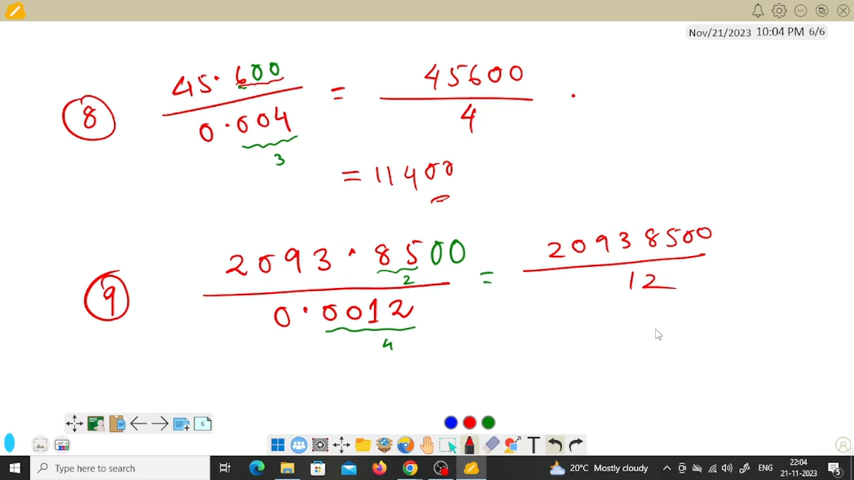 Nov/21/2023 10:04 PM 6/6
8 45.600 / 0.004 = 45600 / 4 .
3
= 11400
9 2093.8500 / 0.0012 = 20938500 / 12
2
4
6
T
Type here to search
20°C Mostly cloudy
ENG
22:04
21-11-2023
5